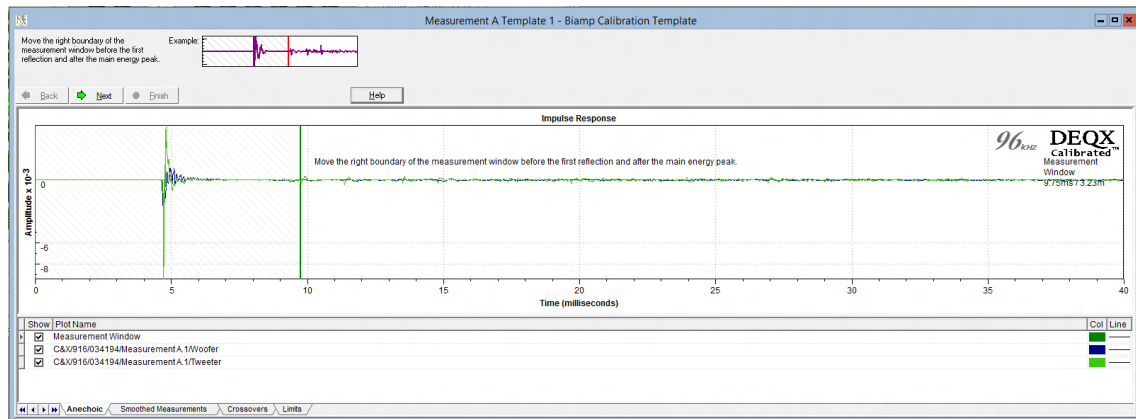 Measurement A Template 1 - Biamp Calibration Template
Move the right boundary of the
measurement window before the first
reflection and after the main energy peak.
Example:
Back
Next
Finish
Help
Impulse Response
Move the right boundary of the measurement window before the first reflection and after the main energy peak.
96kHz
DEQX
Calibrated
TM
Measurement
Window
9.75ms / 3.23m
Amplitude x 10-3
0
-6
-8
0 5 10 15 20 25 30 35 40
Time (milliseconds)
Show Plot Name Col Line
Measurement Window
C&X/916/034194/Measurement A.1/Woofer
C&X/916/034194/Measurement A.1/Tweeter
Anechoic Smoothed Measurements Crossovers Limits